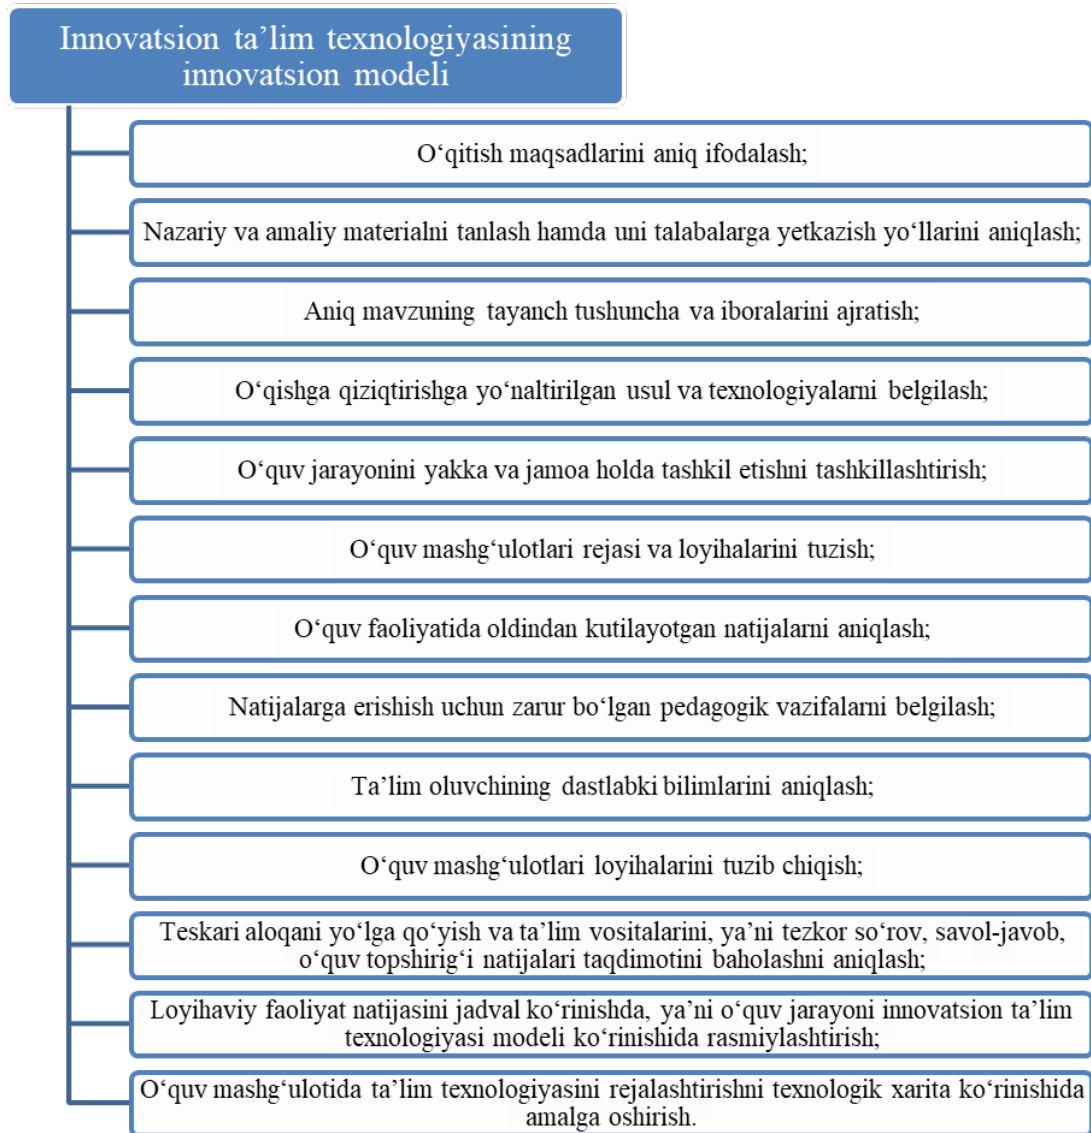 Innovatsion ta’lim texnologiyasining
innovatsion modeli
O‘qitish maqsadlarini aniq ifodalash;
Nazariy va amaliy materialni tanlash hamda uni talabalarga yetkazish yo‘llarini aniqlash;
Aniq mavzuning tayanch tushuncha va iboralarini ajratish;
O‘qishga qiziqtirishga yo‘naltirilgan usul va texnologiyalarni belgilash;
O‘quv jarayonini yakka va jamoa holda tashkil etishni tashkillashtirish;
O‘quv mashg‘ulotlari rejasi va loyihalarini tuzish;
O‘quv faoliyatida oldindan kutilayotgan natijalarni aniqlash;
Natijalarga erishish uchun zarur bo‘lgan pedagogik vazifalarni belgilash;
Ta’lim oluvchining dastlabki bilimlarini aniqlash;
O‘quv mashg‘ulotlari loyihalarini tuzib chiqish;
Teskari aloqani yo‘lga qo‘yish va ta’lim vositalarini, ya’ni tezkor so‘rov, savol-javob,
o‘quv topshirig‘i natijalari taqdimotini baholashni aniqlash;
Loyihaviy faoliyat natijasini jadval ko‘rinishda, ya’ni o‘quv jarayoni innovatsion ta’lim
texnologiyasi modeli ko‘rinishida rasmiylashtirish;
O‘quv mashg‘ulotida ta’lim texnologiyasini rejalashtirishni texnologik xarita ko‘rinishida
amalga oshirish.